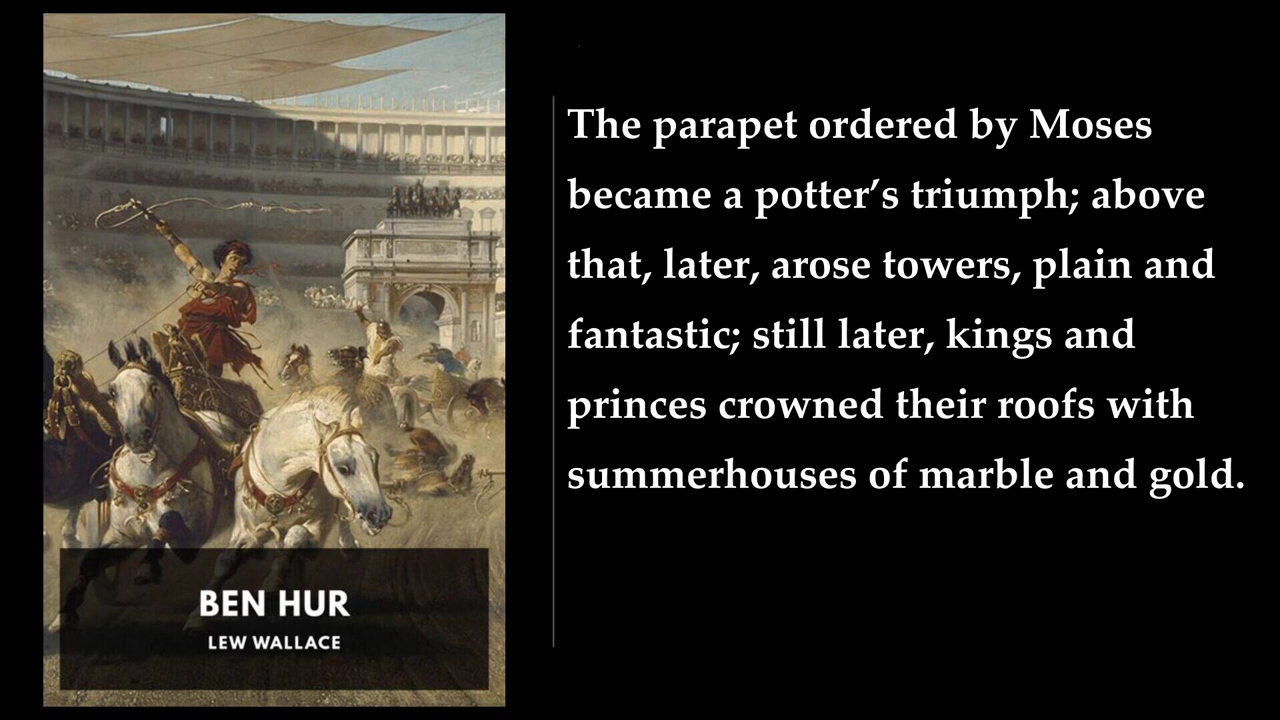 The parapet ordered by Moses
became a potter’s triumph; above
that, later, arose towers, plain and
fantastic; still later, kings and
princes crowned their roofs with
summerhouses of marble and gold.
BEN HUR
LEW WALLACE